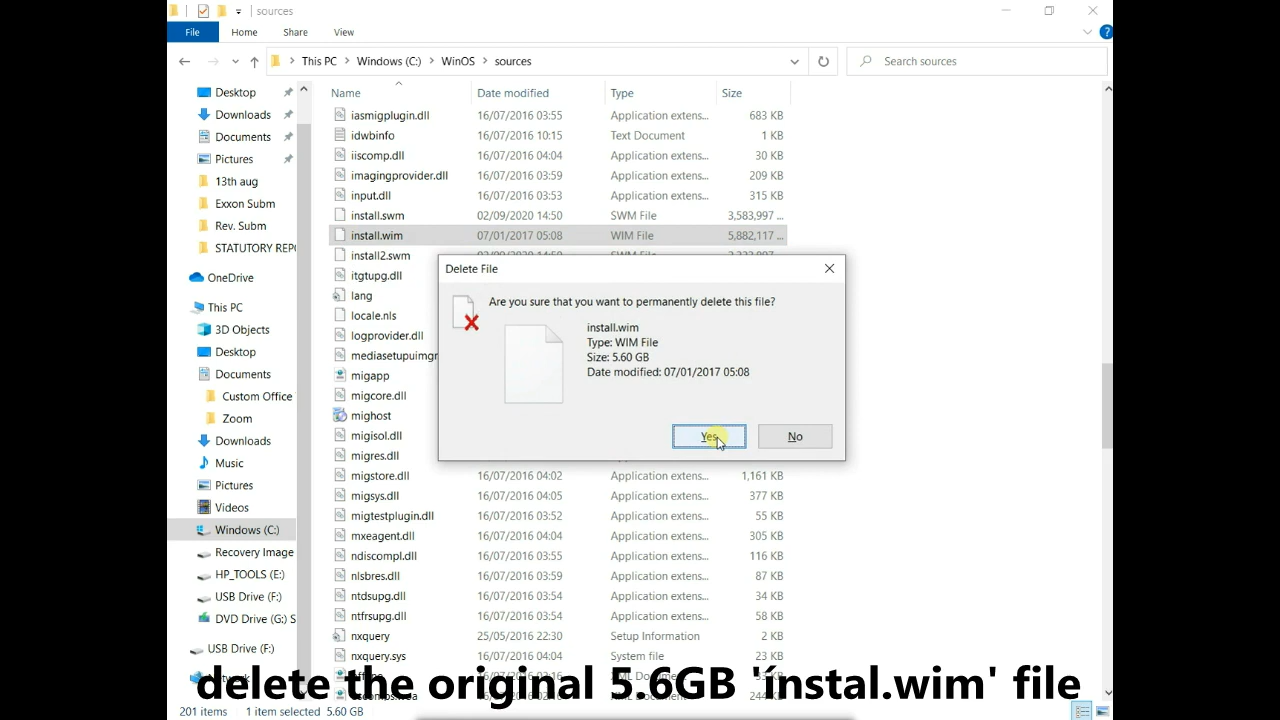 sources
File Home Share View
This PC Windows (C:) WinOS sources
Search sources
Name Date modified Type Size
Desktop
Downloads
Documents
Pictures
13th aug
Exxon Subm
Rev. Subm
STATUTORY REP
OneDrive
This PC
3D Objects
Desktop
Documents
Custom Office
Zoom
Downloads
Music
Pictures
Videos
Windows (C:)
Recovery Image
HP_TOOLS (E:)
USB Drive (F:)
DVD Drive (G:) S
USB Drive (F:)
iasmigplugin.dll 16/07/2016 03:55 Application extens... 683 KB
idwbinfo 16/07/2016 10:15 Text Document 1 KB
iiscomp.dll 16/07/2016 04:04 Application extens... 30 KB
imagingprovider.dll 16/07/2016 03:59 Application extens... 209 KB
input.dll 16/07/2016 03:53 Application extens... 315 KB
install.swm 02/09/2020 14:50 SWM File 3,583,997 ...
install.wim 07/01/2017 05:08 WIM File 5,882,117 ...
install2.swm
itgtupg.dll
lang
locale.nls
logprovider.dll
mediasetupuimgr
migapp
migcore.dll
mighost
migisol.dll
migres.dll
migstore.dll 16/07/2016 04:02 Application extens... 1,161 KB
migsys.dll 16/07/2016 04:05 Application extens... 377 KB
migtestplugin.dll 16/07/2016 03:52 Application extens... 55 KB
mxeagent.dll 16/07/2016 04:04 Application extens... 305 KB
ndiscompl.dll 16/07/2016 03:55 Application extens... 116 KB
nlsbres.dll 16/07/2016 03:59 Application extens... 87 KB
ntdsupg.dll 16/07/2016 03:54 Application extens... 34 KB
ntfrsupg.dll 16/07/2016 03:54 Application extens... 58 KB
nxquery 25/05/2016 22:30 Setup Information 2 KB
nxquery.sys 16/07/2016 04:04 System file 23 KB
Delete File
Are you sure that you want to permanently delete this file?
install.wim
Type: WIM File
Size: 5.60 GB
Date modified: 07/01/2017 05:08
Yes No
delete the original 5.6GB '´nstal.wim' file
201 items 1 item selected 5.60 GB